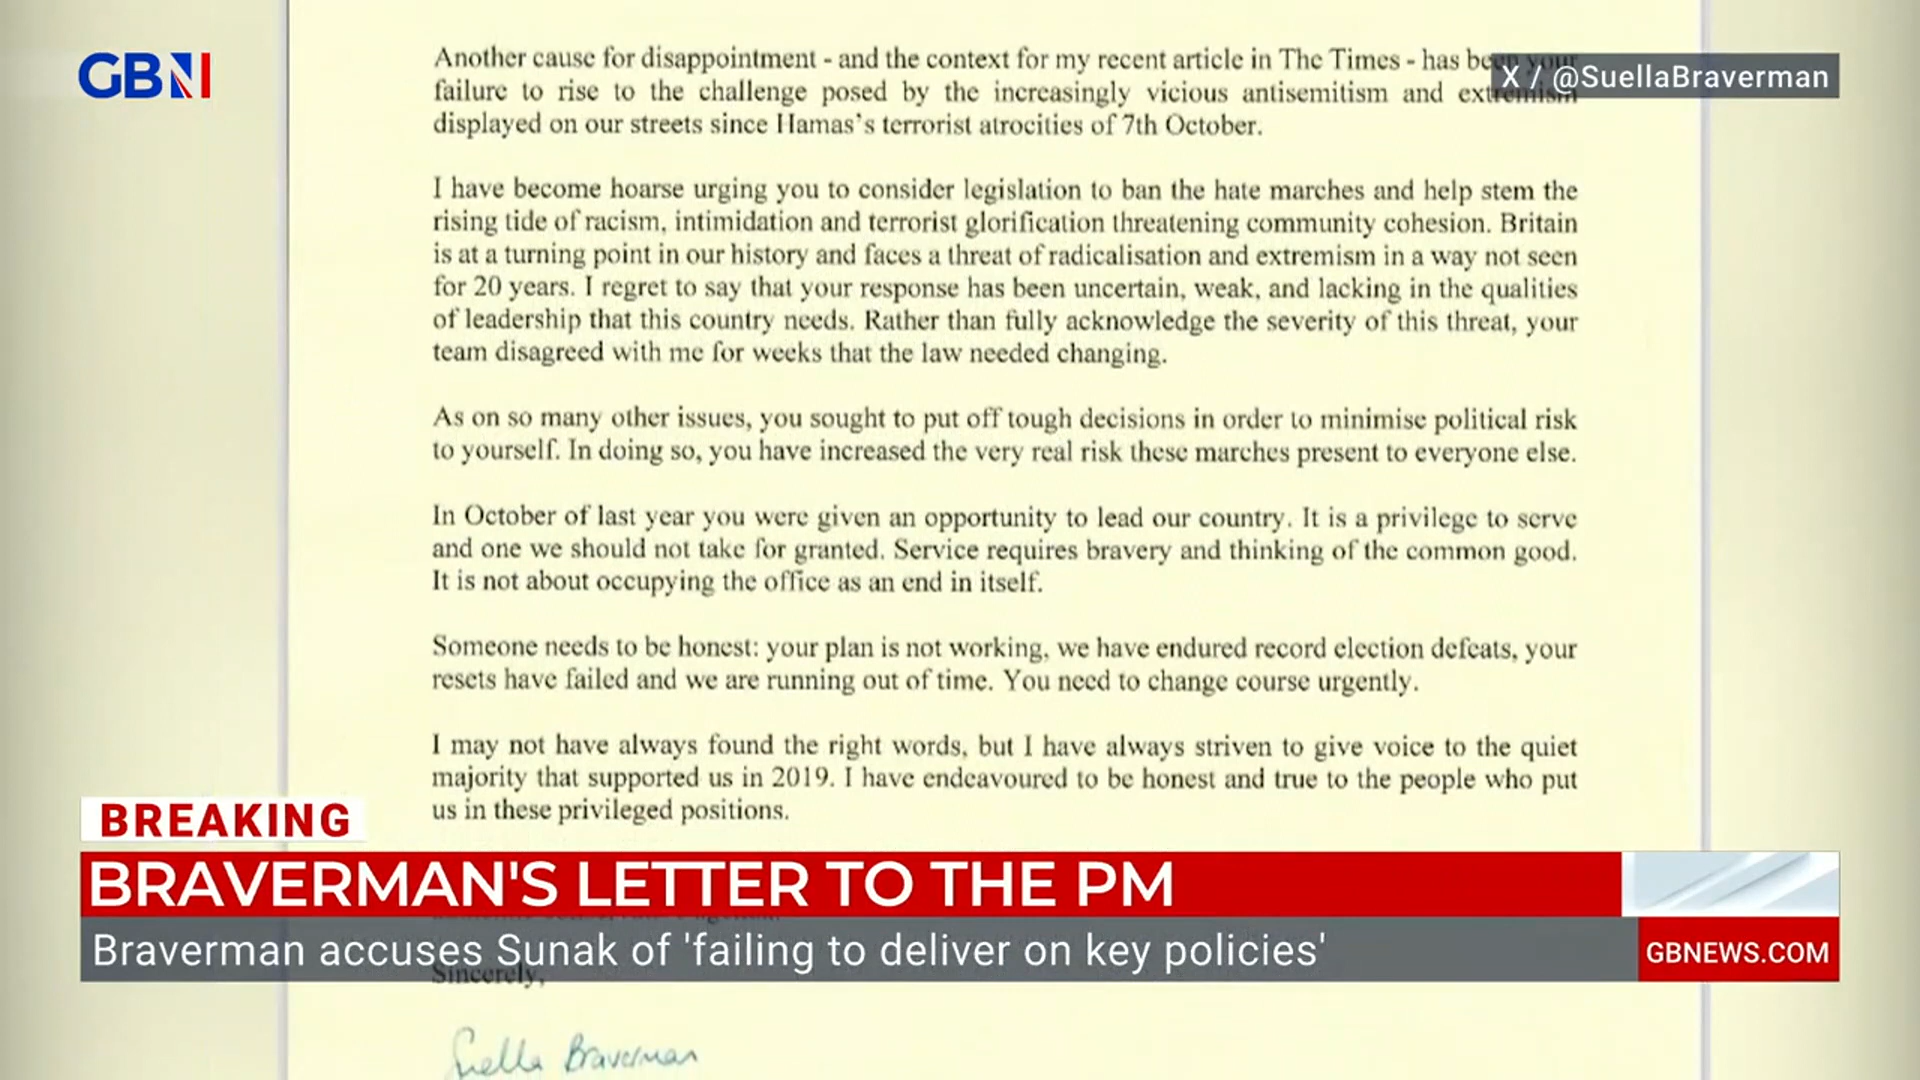 GBN
X / @SuellaBraverman
Another cause for disappointment - and the context for my recent article in The Times - has been your
failure to rise to the challenge posed by the increasingly vicious antisemitism and extremism
displayed on our streets since Hamas's terrorist atrocities of 7th October.
I have become hoarse urging you to consider legislation to ban the hate marches and help stem the
rising tide of racism, intimidation and terrorist glorification threatening community cohesion. Britain
is at a turning point in our history and faces a threat of radicalisation and extremism in a way not seen
for 20 years. I regret to say that your response has been uncertain, weak, and lacking in the qualities
of leadership that this country needs. Rather than fully acknowledge the severity of this threat, your
team disagreed with me for weeks that the law needed changing.
As on so many other issues, you sought to put off tough decisions in order to minimise political risk
to yourself. In doing so, you have increased the very real risk these marches present to everyone else.
In October of last year you were given an opportunity to lead our country. It is a privilege to serve
and one we should not take for granted. Service requires bravery and thinking of the common good.
It is not about occupying the office as an end in itself.
Someone needs to be honest: your plan is not working, we have endured record election defeats, your
resets have failed and we are running out of time. You need to change course urgently.
I may not have always found the right words, but I have always striven to give voice to the quiet
majority that supported us in 2019. I have endeavoured to be honest and true to the people who put
us in these privileged positions.
BREAKING
BRAVERMAN'S LETTER TO THE PM
Braverman accuses Sunak of 'failing to deliver on key policies'
GBNEWS.COM
Sincerely,
Suella Braverman